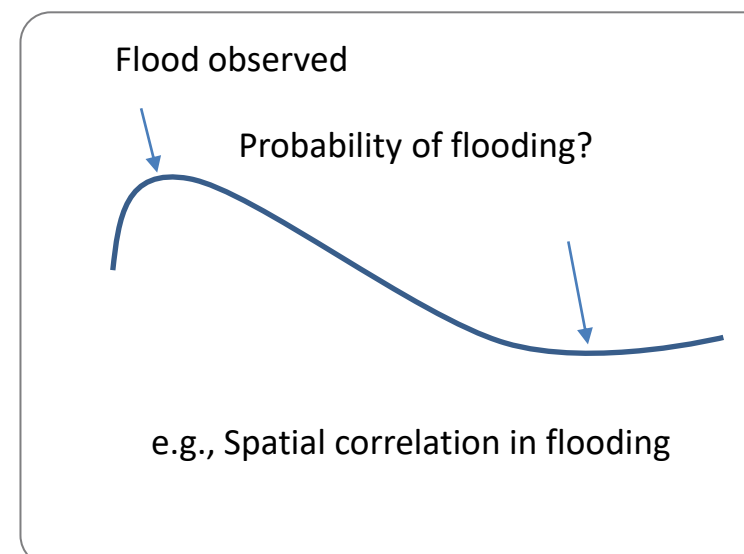 Flood observed
Probability of flooding?
e.g., Spatial correlation in flooding